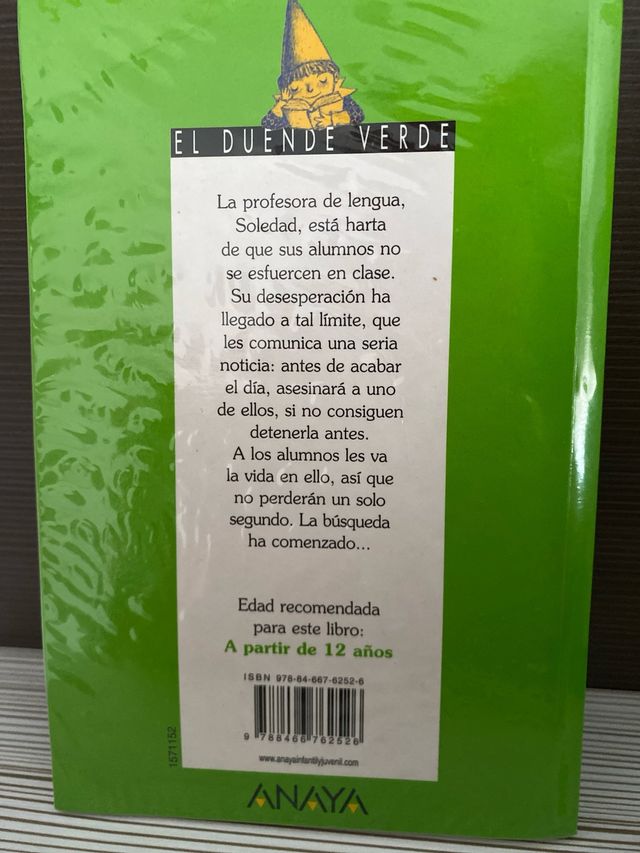 EL DUENDE VERDE
La profesora de lengua,
Soledad, está harta
de que sus alumnos no
se esfuercen en clase.
Su desesperación ha
llegado a tal límite, que
les comunica una seria
noticia: antes de acabar
el día, asesinará a uno
de ellos, si no consiguen
detenerla antes.
A los alumnos les va
la vida en ello, así que
no perderán un solo
segundo. La búsqueda
ha comenzado...
Edad recomendada
para este libro:
A partir de 12 años
ISBN 978-84-667-6252-6
9 788466 762526
1571152
www.anayainfantilyjuvenil.com
ANAYA